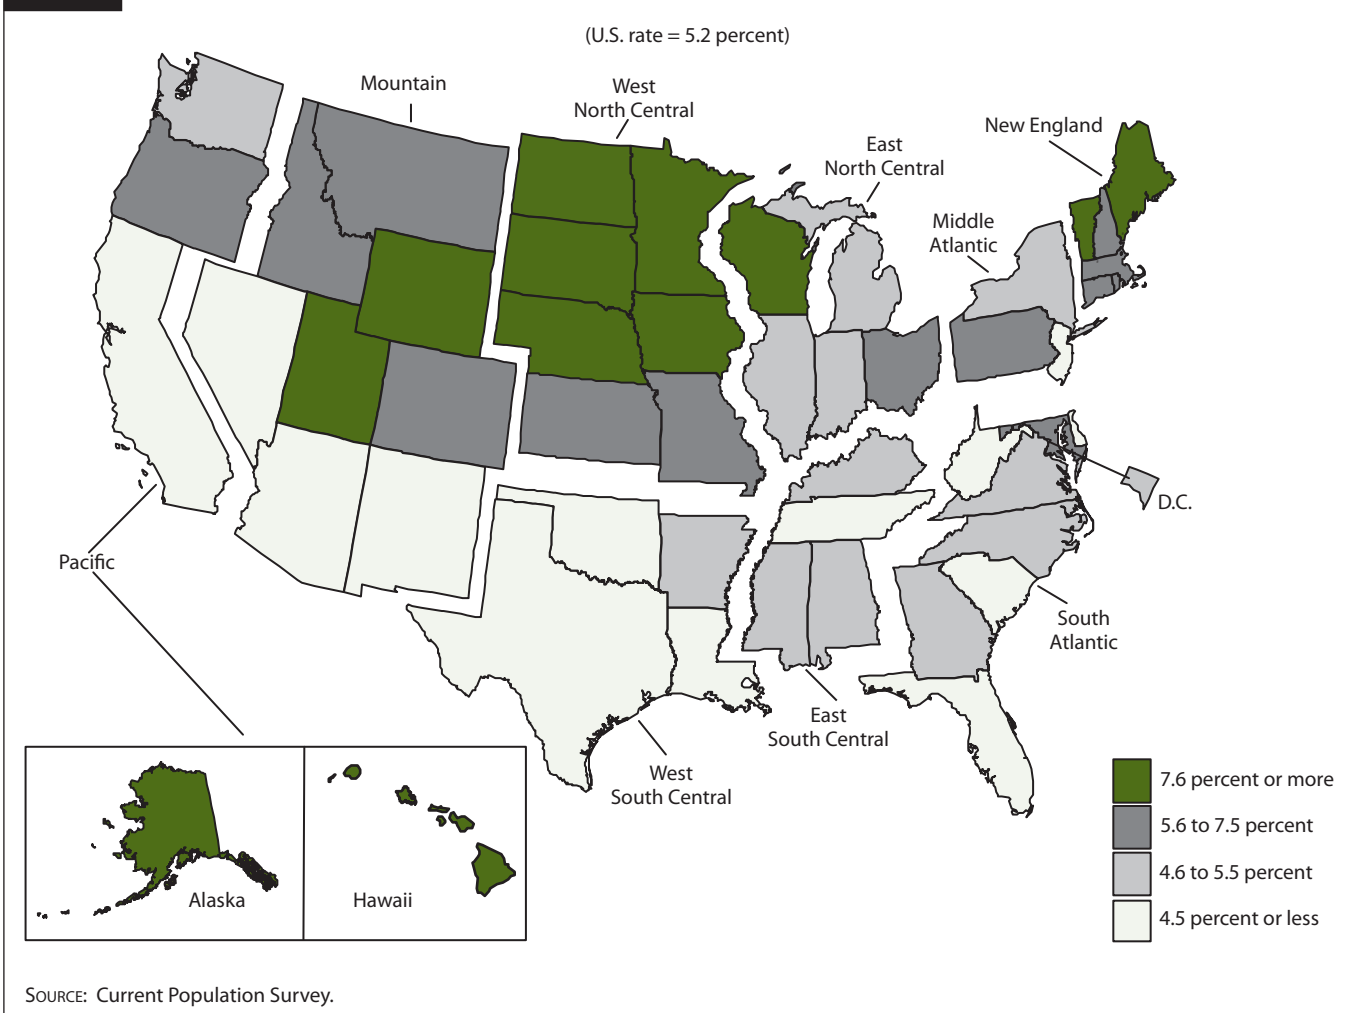 (U.S. rate = 5.2 percent)
Mountain
West
North Central
New England
East
North Central
Middle
Atlantic
D.C.
Pacific
South
Atlantic
East
South Central
West
South Central
7.6 percent or more
5.6 to 7.5 percent
4.6 to 5.5 percent
4.5 percent or less
Alaska
Hawaii
SOURCE: Current Population Survey.